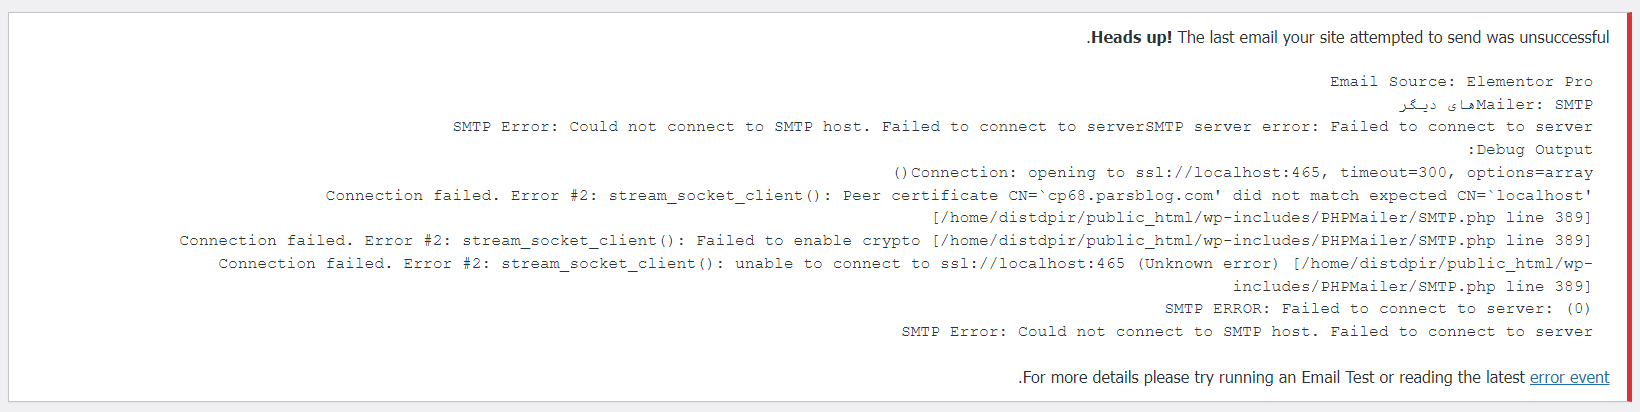 Heads up! The last email your site attempted to send was unsuccessful.
Email Source: Elementor Pro
Mailer: SMTPهای دیگر
SMTP Error: Could not connect to SMTP host. Failed to connect to serverSMTP server error: Failed to connect to server
Debug Output:
Connection: opening to ssl://localhost:465, timeout=300, options=array()
Connection failed. Error #2: stream_socket_client(): Peer certificate CN=`cp68.parsblog.com' did not match expected CN=`localhost'
[/home/distdpir/public_html/wp-includes/PHPMailer/SMTP.php line 389]
Connection failed. Error #2: stream_socket_client(): Failed to enable crypto [/home/distdpir/public_html/wp-includes/PHPMailer/SMTP.php line 389]
Connection failed. Error #2: stream_socket_client(): unable to connect to ssl://localhost:465 (Unknown error) [/home/distdpir/public_html/wp-
includes/PHPMailer/SMTP.php line 389]
SMTP ERROR: Failed to connect to server: (0)
SMTP Error: Could not connect to SMTP host. Failed to connect to server
For more details please try running an Email Test or reading the latest error event.